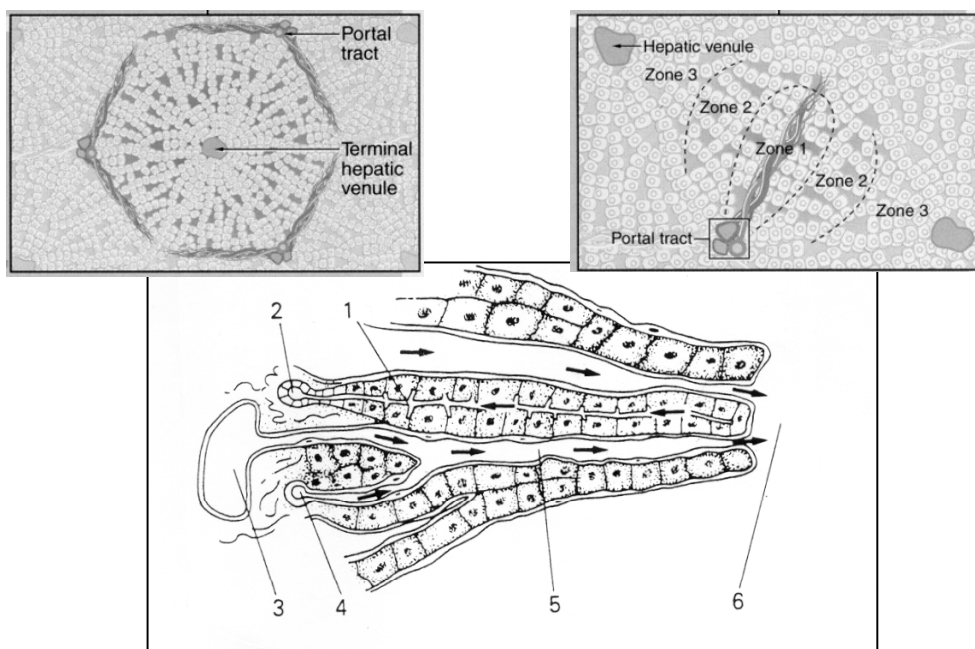 Portal
tract
Terminal
hepatic
venule
Hepatic venule
Zone 3
Zone 2
Zone 1
Zone 2
Zone 3
Portal tract
2
1
3
4
5
6